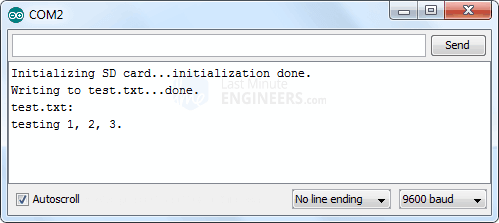 COM2
Send
Initializing SD card...initialization done.
Writing to test.txt...done.
test.txt:
testing 1, 2, 3.
Last Minute
ENGINEERS.com
Autoscroll
No line ending
9600 baud